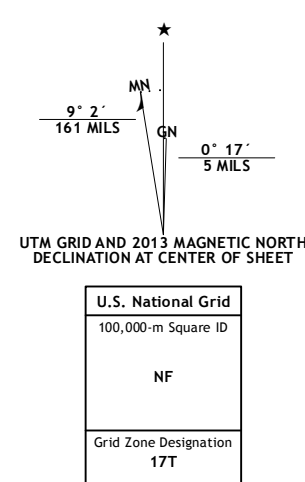 ★
MN
9° 2´
161 MILS
GN
0° 17´
5 MILS
UTM GRID AND 2013 MAGNETIC NORTH
DECLINATION AT CENTER OF SHEET
U.S. National Grid
100,000-m Square ID
NF
Grid Zone Designation
17T